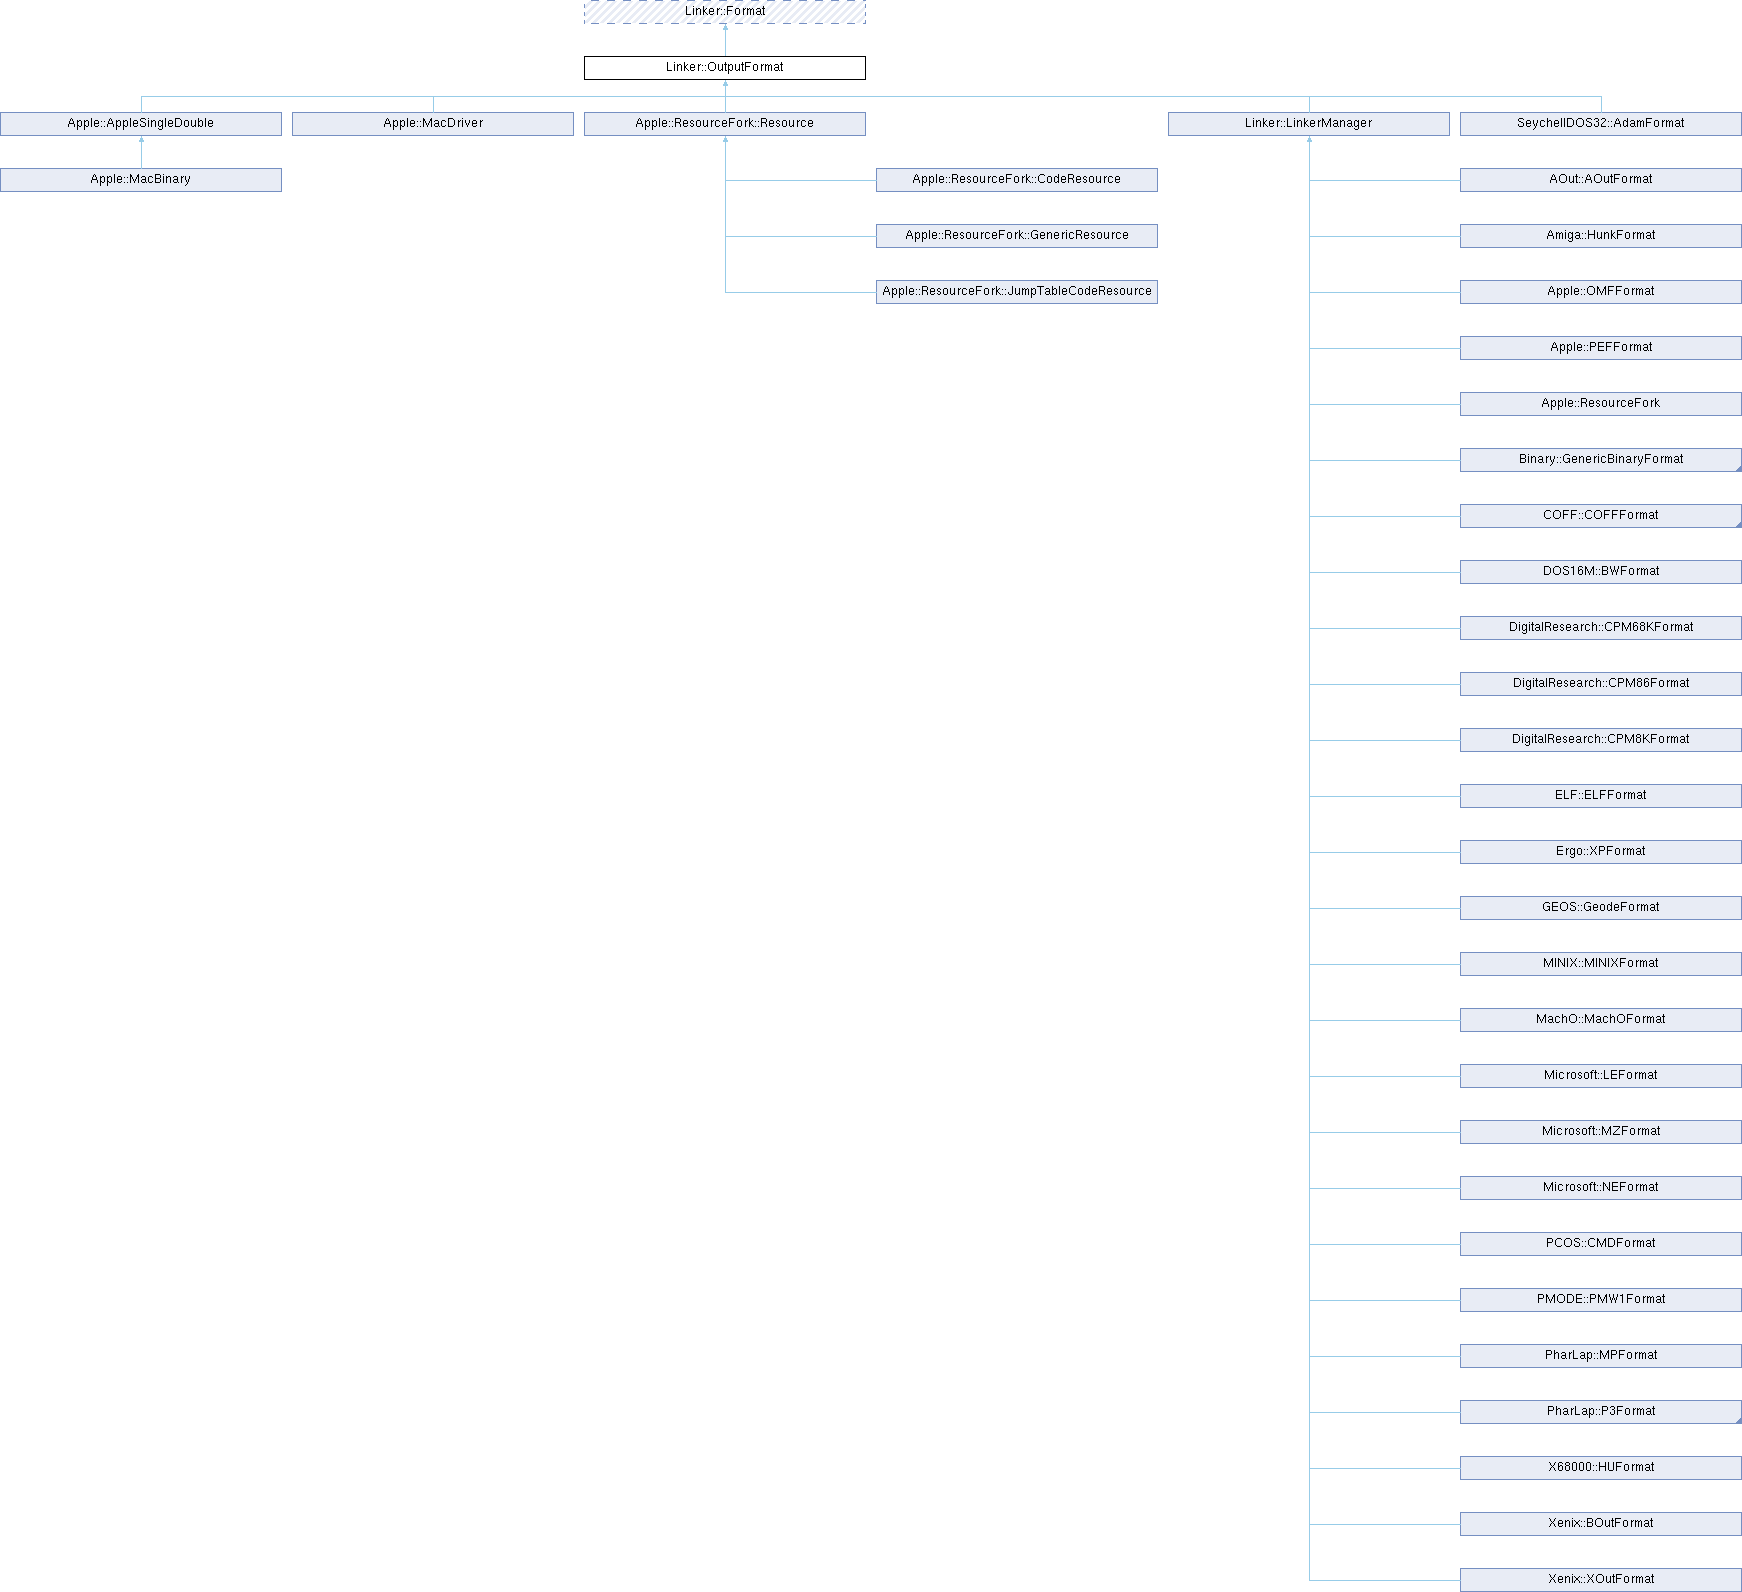 Linker::Format
Linker::OutputFormat
Apple::AppleSingleDouble
Apple::MacDriver
Apple::ResourceFork::Resource
Linker::LinkerManager
SeychellDOS32::AdamFormat
Apple::MacBinary
Apple::ResourceFork::CodeResource
AOut::AOutFormat
Apple::ResourceFork::GenericResource
Amiga::HunkFormat
Apple::ResourceFork::JumpTableCodeResource
Apple::OMFFormat
Apple::PEFFormat
Apple::ResourceFork
Binary::GenericBinaryFormat
COFF::COFFFormat
DOS16M::BWFormat
DigitalResearch::CPM68KFormat
DigitalResearch::CPM86Format
DigitalResearch::CPM8KFormat
ELF::ELFFormat
Ergo::XPFormat
GEOS::GeodeFormat
MINIX::MINIXFormat
MachO::MachOFormat
Microsoft::LEFormat
Microsoft::MZFormat
Microsoft::NEFormat
PCOS::CMDFormat
PMODE::PMW1Format
PharLap::MPFormat
PharLap::P3Format
X68000::HUFormat
Xenix::BOutFormat
Xenix::XOutFormat